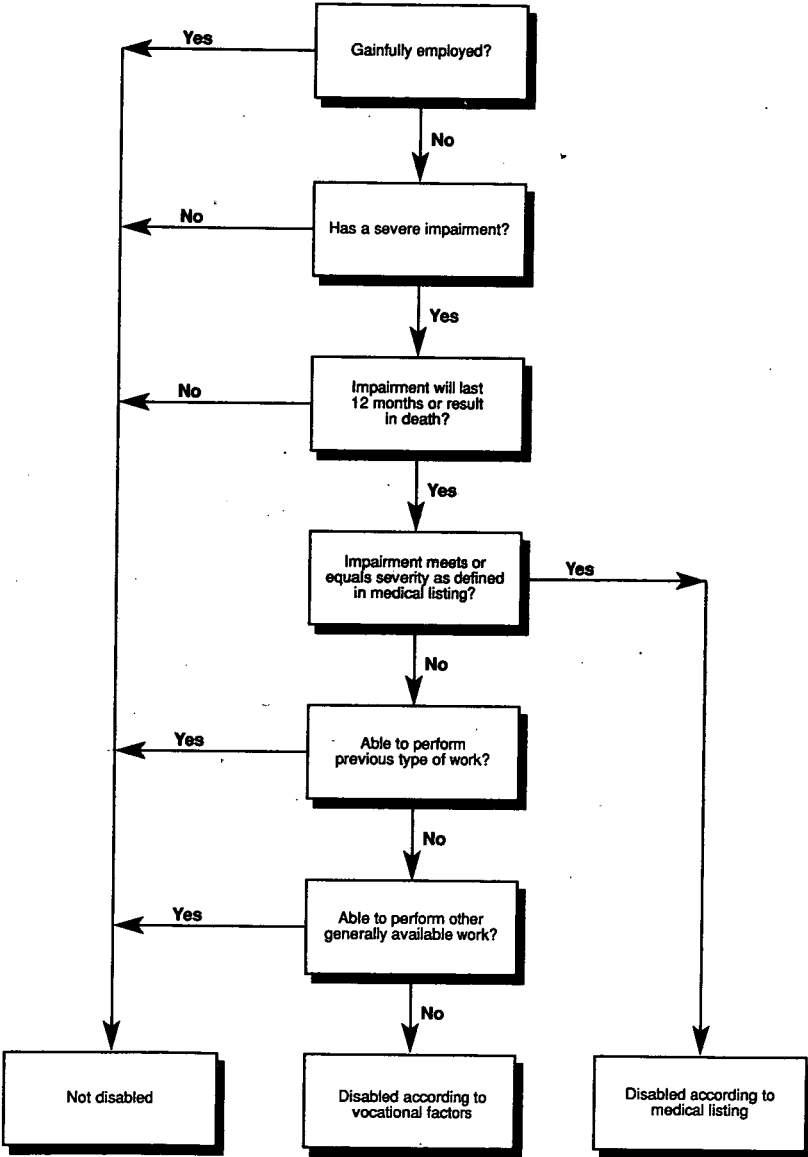 Yes
Gainfully employed?
No
No
Has a severe impairment?
Yes
No
Impairment will last
12 months or result
in death?
Yes
Impairment meets or
equals severity as defined
in medical listing?
Yes
No
Yes
Able to perform
previous type of work?
No
Yes
Able to perform other
generally available work?
No
Not disabled
Disabled according to
vocational factors
Disabled according to
medical listing